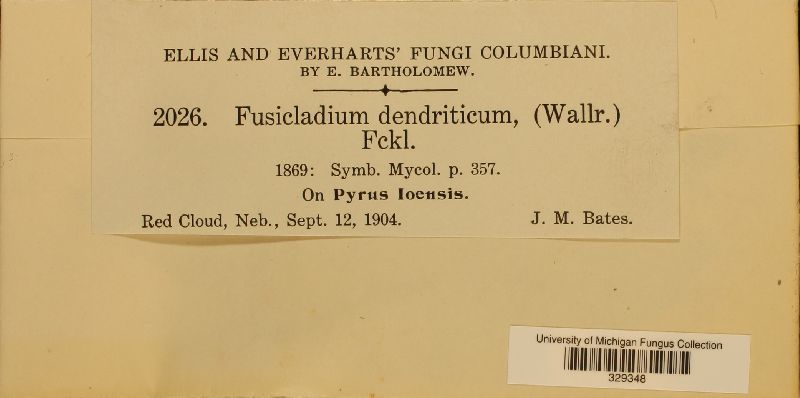 ELLIS AND EVERHARTS' FUNGI COLUMBIANI.
BY E. BARTHOLOMEW.
2026. Fusicladium dendriticum, (Wallr.)
Fckl.
1869: Symb. Mycol. p. 357.
On Pyrus Ioensis.
Red Cloud, Neb., Sept. 12, 1904. J. M. Bates.
University of Michigan Fungus Collection
329348